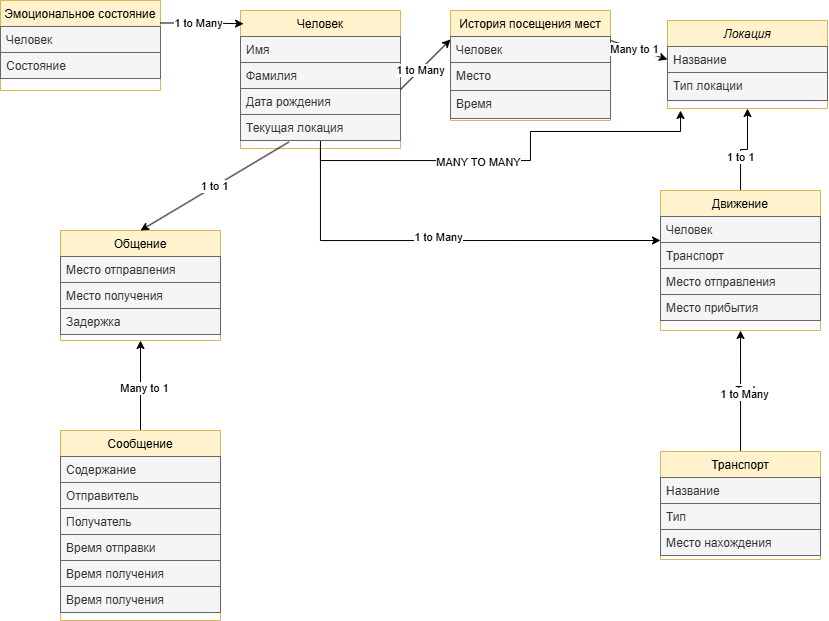 Эмоциональное состояние
Человек
Состояние
1 to Many
Человек
Имя
Фамилия
Дата рождения
Текущая локация
1 to Many
История посещения мест
Человек
Место
Время
Many to 1
Локация
Название
Тип локации
MANY TO MANY
1 to 1
1 to 1
1 to Many
Общение
Место отправления
Место получения
Задержка
Движение
Человек
Транспорт
Место отправления
Место прибытия
Many to 1
1 to Many
Сообщение
Содержание
Отправитель
Получатель
Время отправки
Время получения
Время получения
Транспорт
Название
Тип
Место нахождения